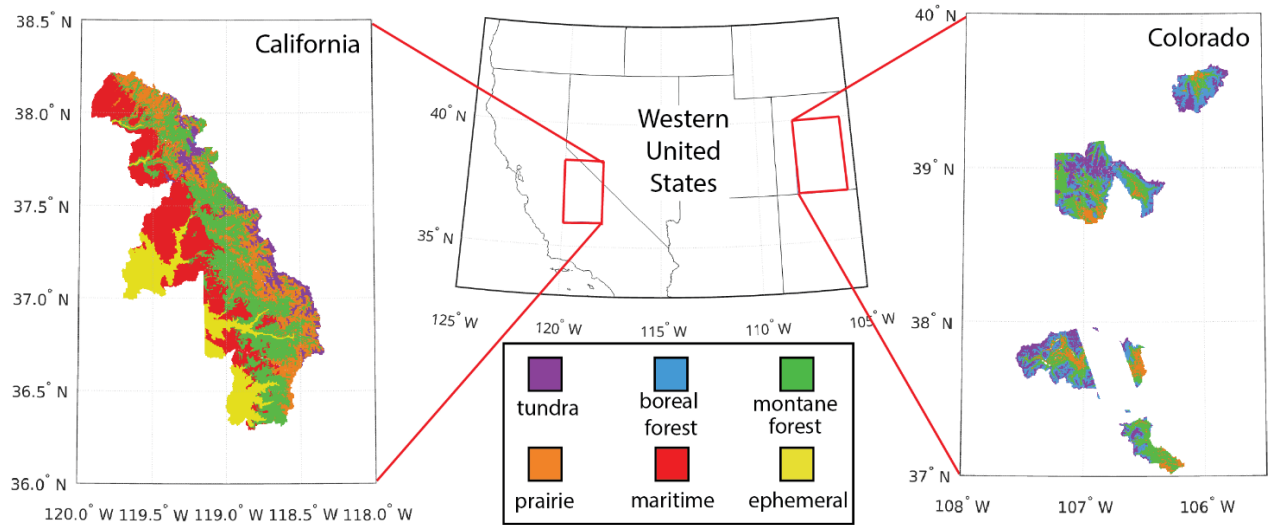 38.5° N
38.0° N
37.5° N
37.0° N
36.5° N
36.0° N
120.0° W 119.5° W 119.0° W 118.5° W 118.0° W
California
Western
United
States
40° N
35° N
125° W
120° W
115° W
110° W
105° W
tundra
boreal
forest
montane
forest
prairie
maritime
ephemeral
Colorado
40° N
39° N
38° N
37° N
108° W
107° W
106° W